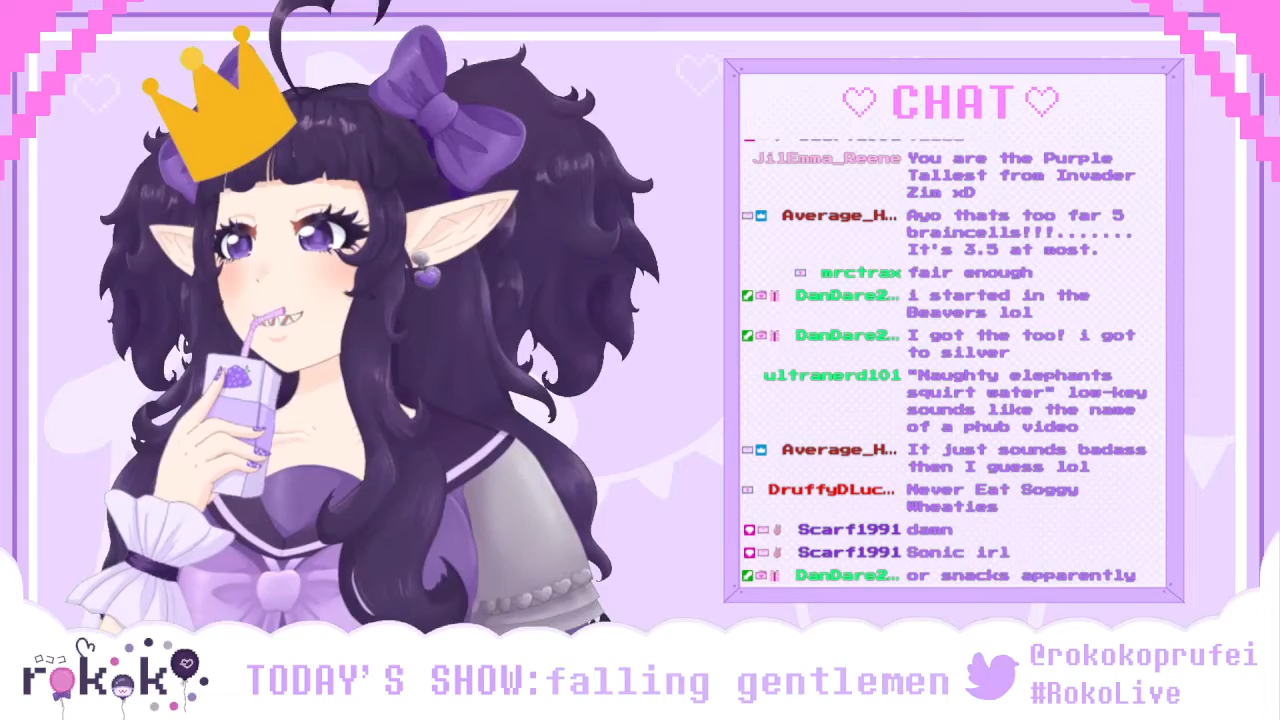 CHAT
JilEmma_Reene You are the Purple
Tallest from Invader
Zim xD
Average_H... Ayo thats too far 5
braincells!!!.......
It's 3.5 at most.
mrctrax fair enough
DanDare2... i started in the
Beavers lol
DanDare2... I got the too! i got
to silver
ultranerd101 "Naughty elephants
squirt water" low-key
sounds like the name
of a phub video
Average_H... It just sounds badass
then I guess lol
DruffyDLuc... Never Eat Soggy
Wheaties
Scarf1991 damn
Scarf1991 Sonic irl
DanDare2... or snacks apparently
rokoko
TODAY'S SHOW:falling gentlemen
@rokokoprufei
#RokoLive